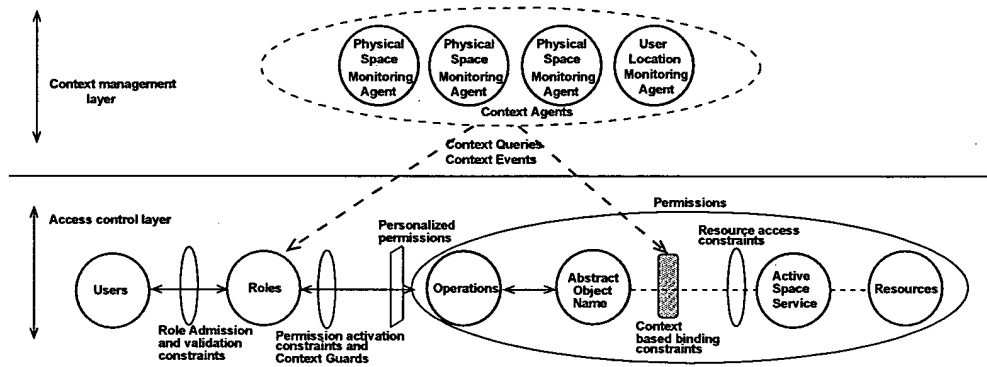 Physical
Space
Monitoring
Agent
Physical
Space
Monitoring
Agent
Physical
Space
Monitoring
Agent
User
Location
Monitoring
Agent
Context management
layer
Context Agents
Context Queries
Context Events
Access control layer
Permissions
Personalized
permissions
Resource access
constraints
Users
Roles
Operations
Abstract
Object
Name
Active
Space
Service
Resources
Role Admission
and validation
constraints
Permission activation
constraints and
Context Guards
Context
based binding
constraints